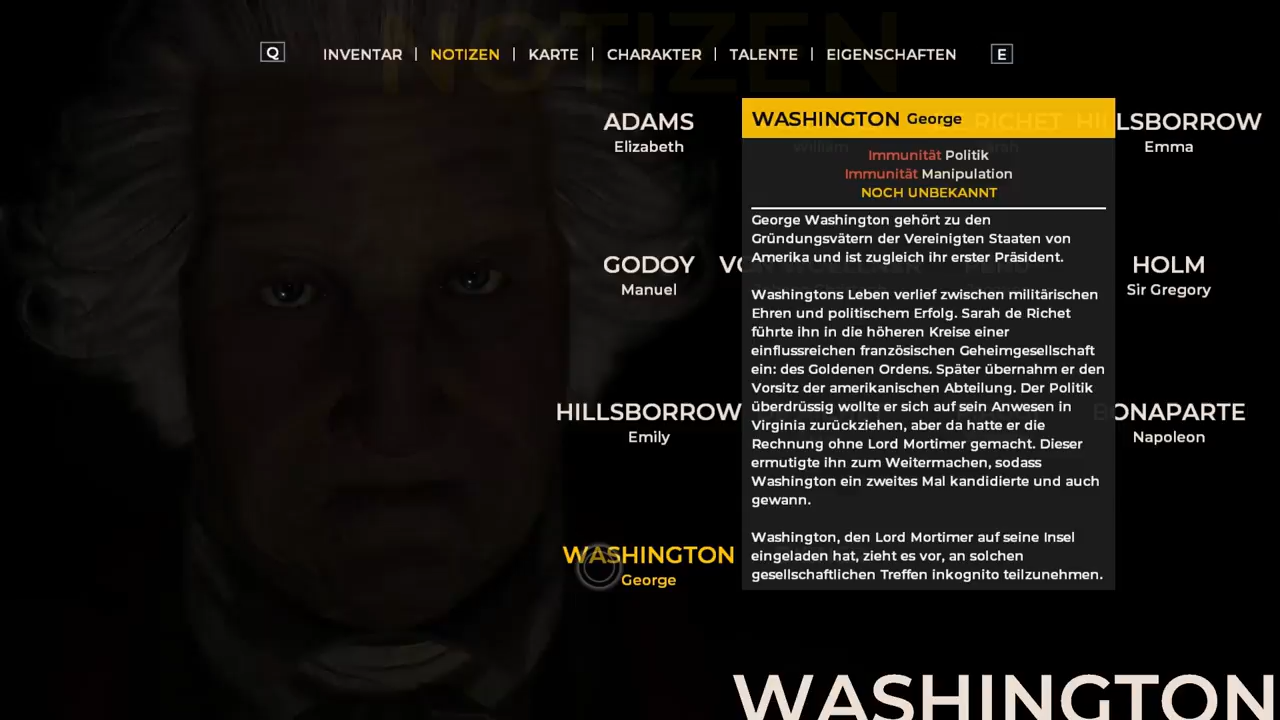 NOTIZEN
Q INVENTAR | NOTIZEN | KARTE | CHARAKTER | TALENTE | EIGENSCHAFTEN E
ADAMS
Elizabeth
William
RICHET
Sarah
HILLSBORROW
Emma
GODOY
Manuel
HOLM
Sir Gregory
HILLSBORROW
Emily
BONAPARTE
Napoleon
WASHINGTON
George
WASHINGTON George
Immunität Politik
Immunität Manipulation
NOCH UNBEKANNT
George Washington gehört zu den
Gründungsvätern der Vereinigten Staaten von
Amerika und ist zugleich ihr erster Präsident.
Washingtons Leben verlief zwischen militärischen
Ehren und politischem Erfolg. Sarah de Richet
führte ihn in die höheren Kreise einer
einflussreichen französischen Geheimgesellschaft
ein: des Goldenen Ordens. Später übernahm er den
Vorsitz der amerikanischen Abteilung. Der Politik
überdrüssig wollte er sich auf sein Anwesen in
Virginia zurückziehen, aber da hatte er die
Rechnung ohne Lord Mortimer gemacht. Dieser
ermutigte ihn zum Weitermachen, sodass
Washington ein zweites Mal kandidierte und auch
gewann.
Washington, den Lord Mortimer auf seine Insel
eingeladen hat, zieht es vor, an solchen
gesellschaftlichen Treffen inkognito teilzunehmen.
WASHINGTON